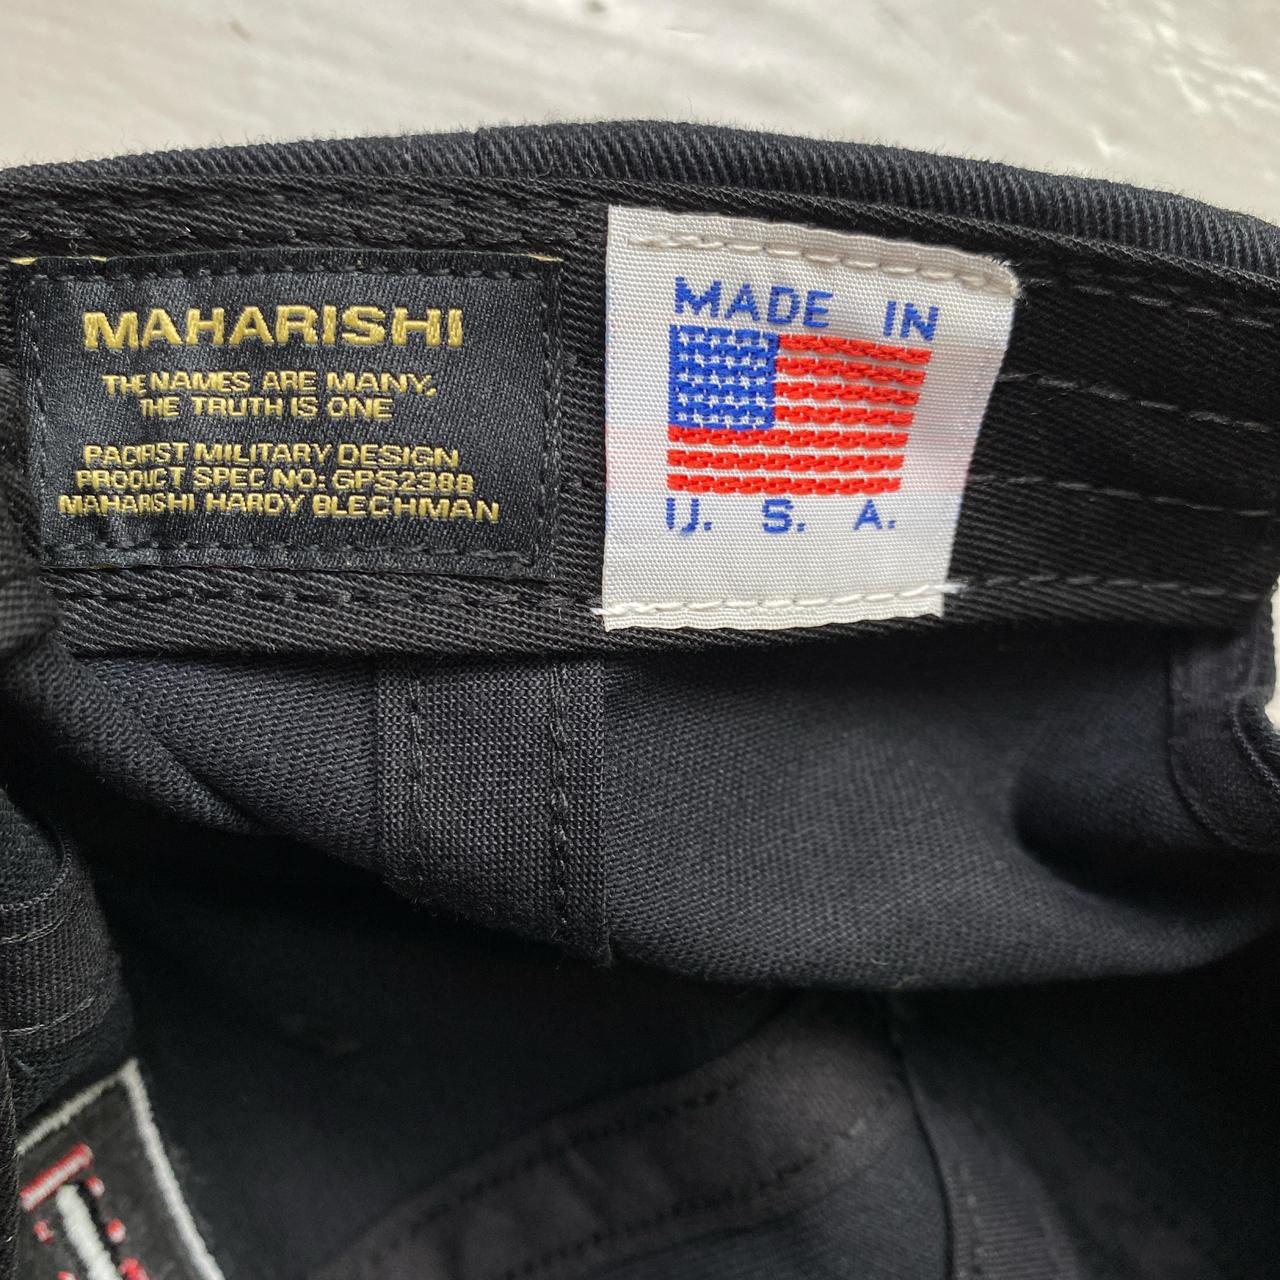 MAHARISHI
THE NAMES ARE MANY,
THE TRUTH IS ONE
PACIFIST MILITARY DESIGN
PRODUCT SPEC NO: GPS2388
MAHARISHI HARDY BLECHMAN
MADE IN
U. S. A.